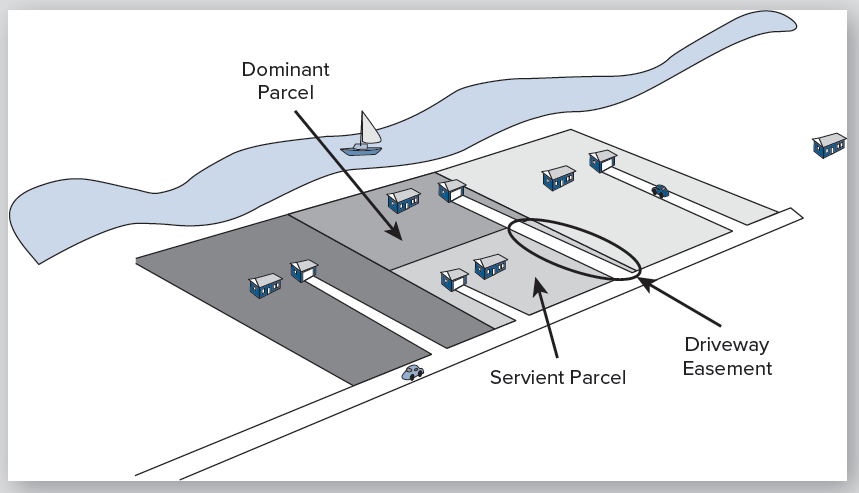 Dominant
Parcel
Driveway
Easement
Servient Parcel